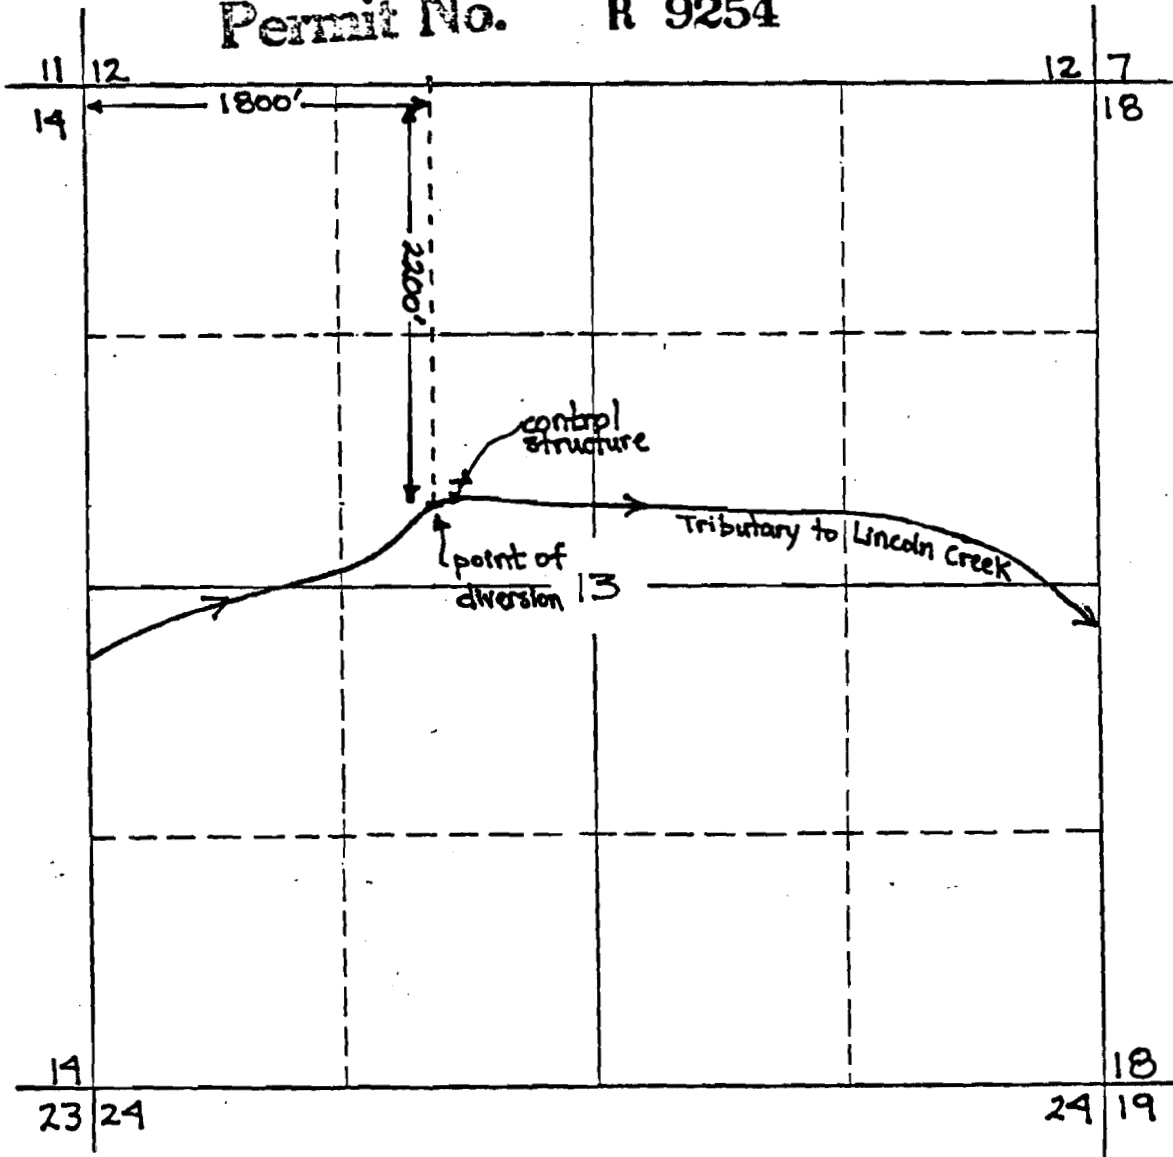 Permit No. R 9254
11 12
12 7
14
18
1800'
2200'
control
structure
Tributary to Lincoln Creek
point of
diversion
13
14
18
23 24
24 19